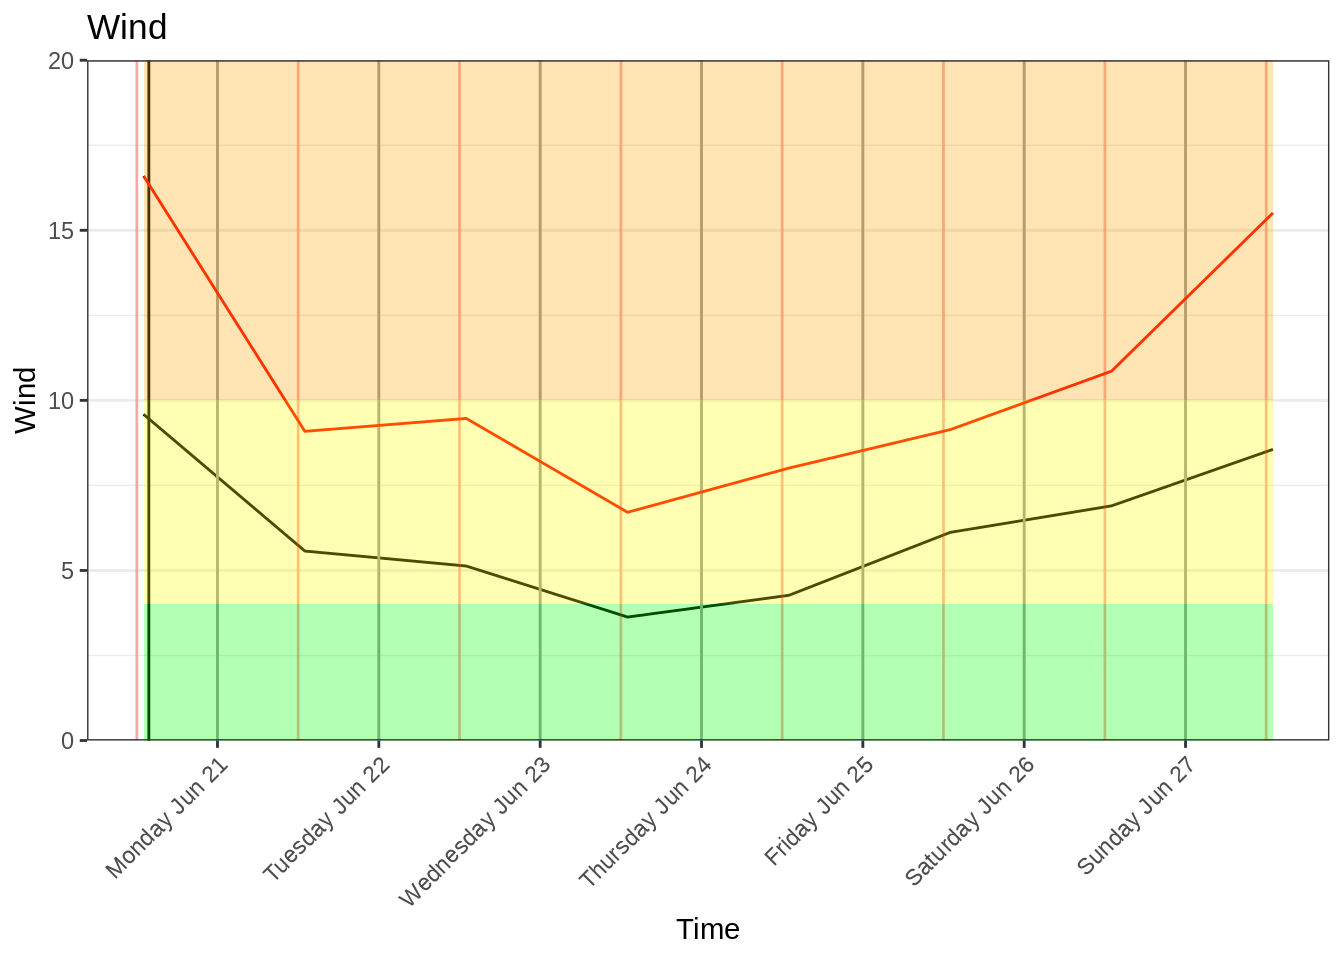 Wind
20
15
10
5
0
Wind
Monday Jun 21
Tuesday Jun 22
Wednesday Jun 23
Thursday Jun 24
Friday Jun 25
Saturday Jun 26
Sunday Jun 27
Time